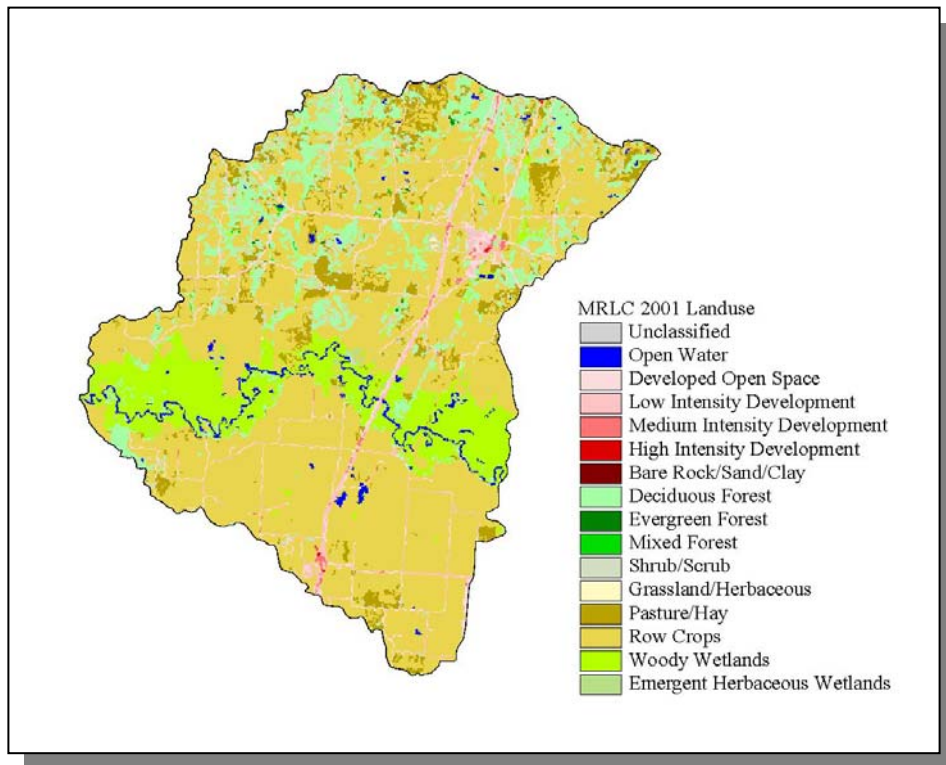 MRLC 2001 Landuse
Unclassified
Open Water
Developed Open Space
Low Intensity Development
Medium Intensity Development
High Intensity Development
Bare Rock/Sand/Clay
Deciduous Forest
Evergreen Forest
Mixed Forest
Shrub/Scrub
Grassland/Herbaceous
Pasture/Hay
Row Crops
Woody Wetlands
Emergent Herbaceous Wetlands